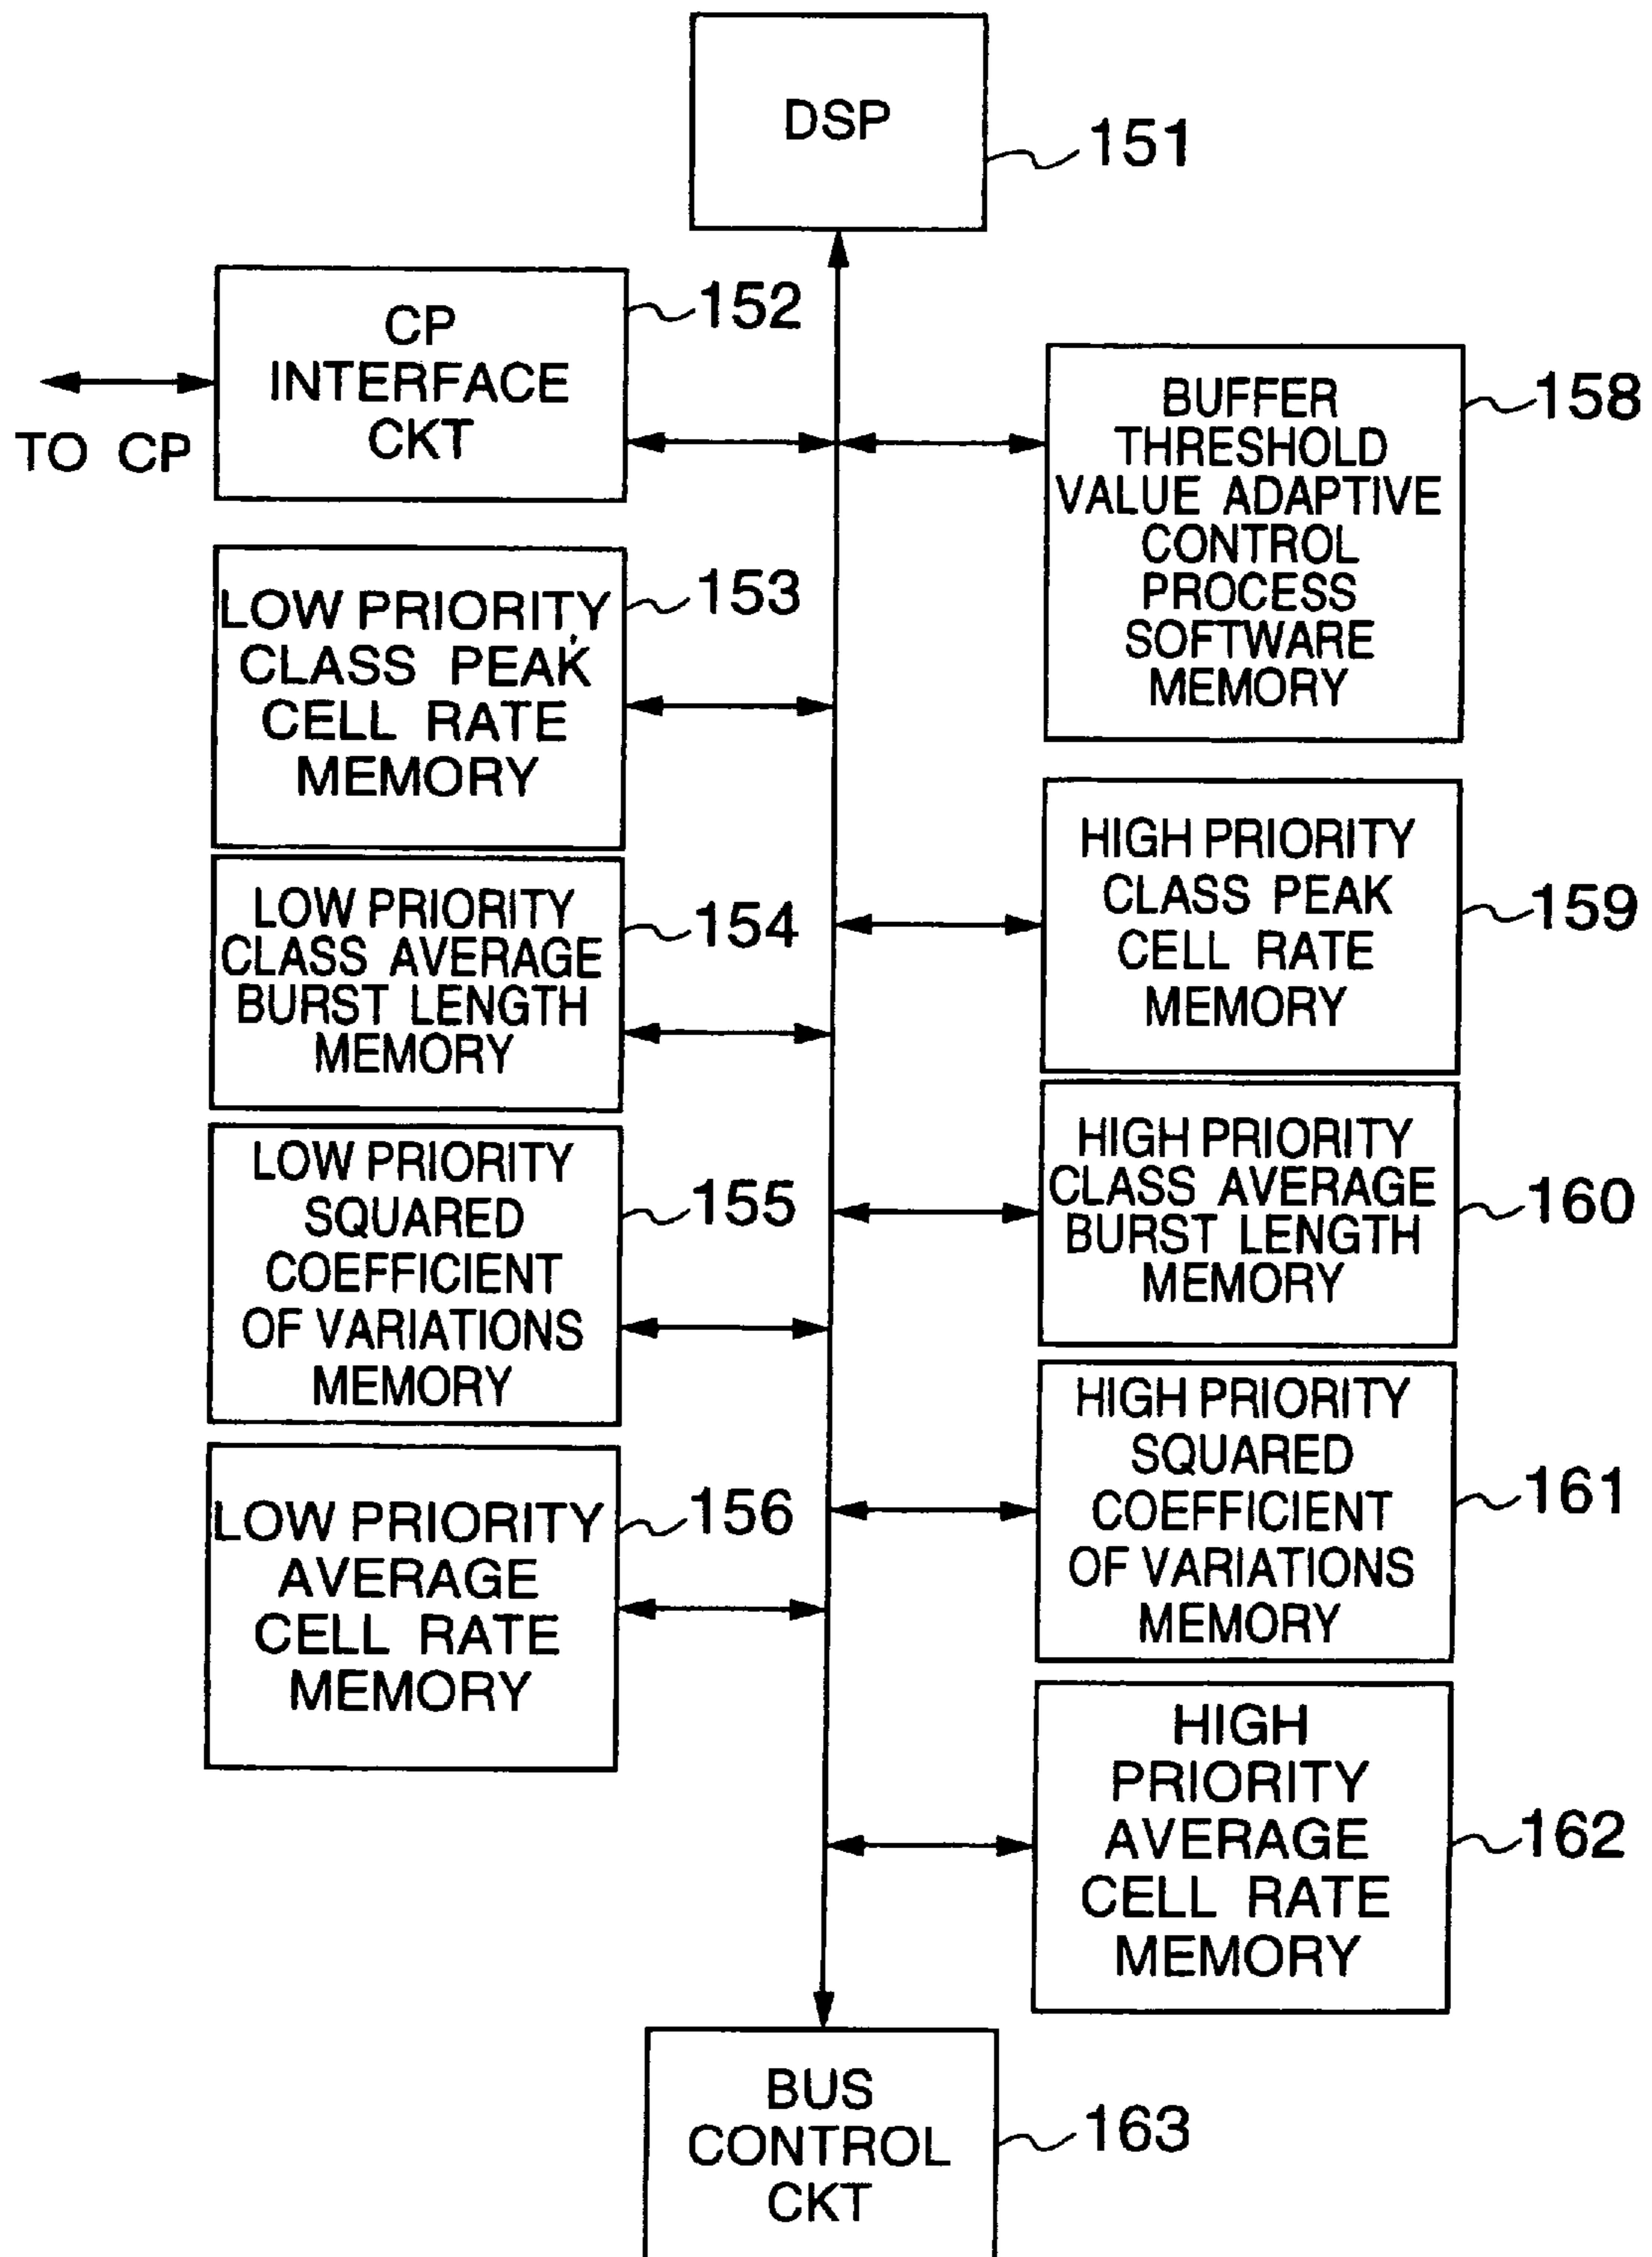 DSP
151
CP
INTERFACE
CKT
152
TO CP
LOW PRIORITY
CLASS PEAK
CELL RATE
MEMORY
153
LOW PRIORITY
CLASS AVERAGE
BURST LENGTH
MEMORY
154
LOW PRIORITY
SQUARED
COEFFICIENT
OF VARIATIONS
MEMORY
155
LOW PRIORITY
AVERAGE
CELL RATE
MEMORY
156
BUFFER
THRESHOLD
VALUE ADAPTIVE
CONTROL
PROCESS
SOFTWARE
MEMORY
158
HIGH PRIORITY
CLASS PEAK
CELL RATE
MEMORY
159
HIGH PRIORITY
CLASS AVERAGE
BURST LENGTH
MEMORY
160
HIGH PRIORITY
SQUARED
COEFFICIENT
OF VARIATIONS
MEMORY
161
HIGH
PRIORITY
AVERAGE
CELL RATE
MEMORY
162
BUS
CONTROL
CKT
163